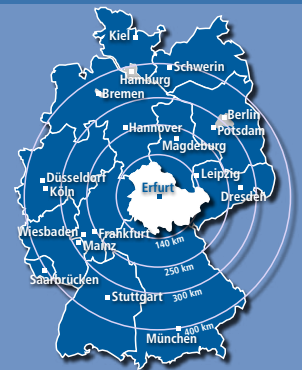 Kiel
Schwerin
Hamburg
Bremen
Berlin
Hannover
Potsdam
Magdeburg
Düsseldorf
Leipzig
Köln
Erfurt
Dresden
Wiesbaden
Frankfurt
Mainz
140 km
250 km
Saarbrücken
300 km
Stuttgart
400 km
München